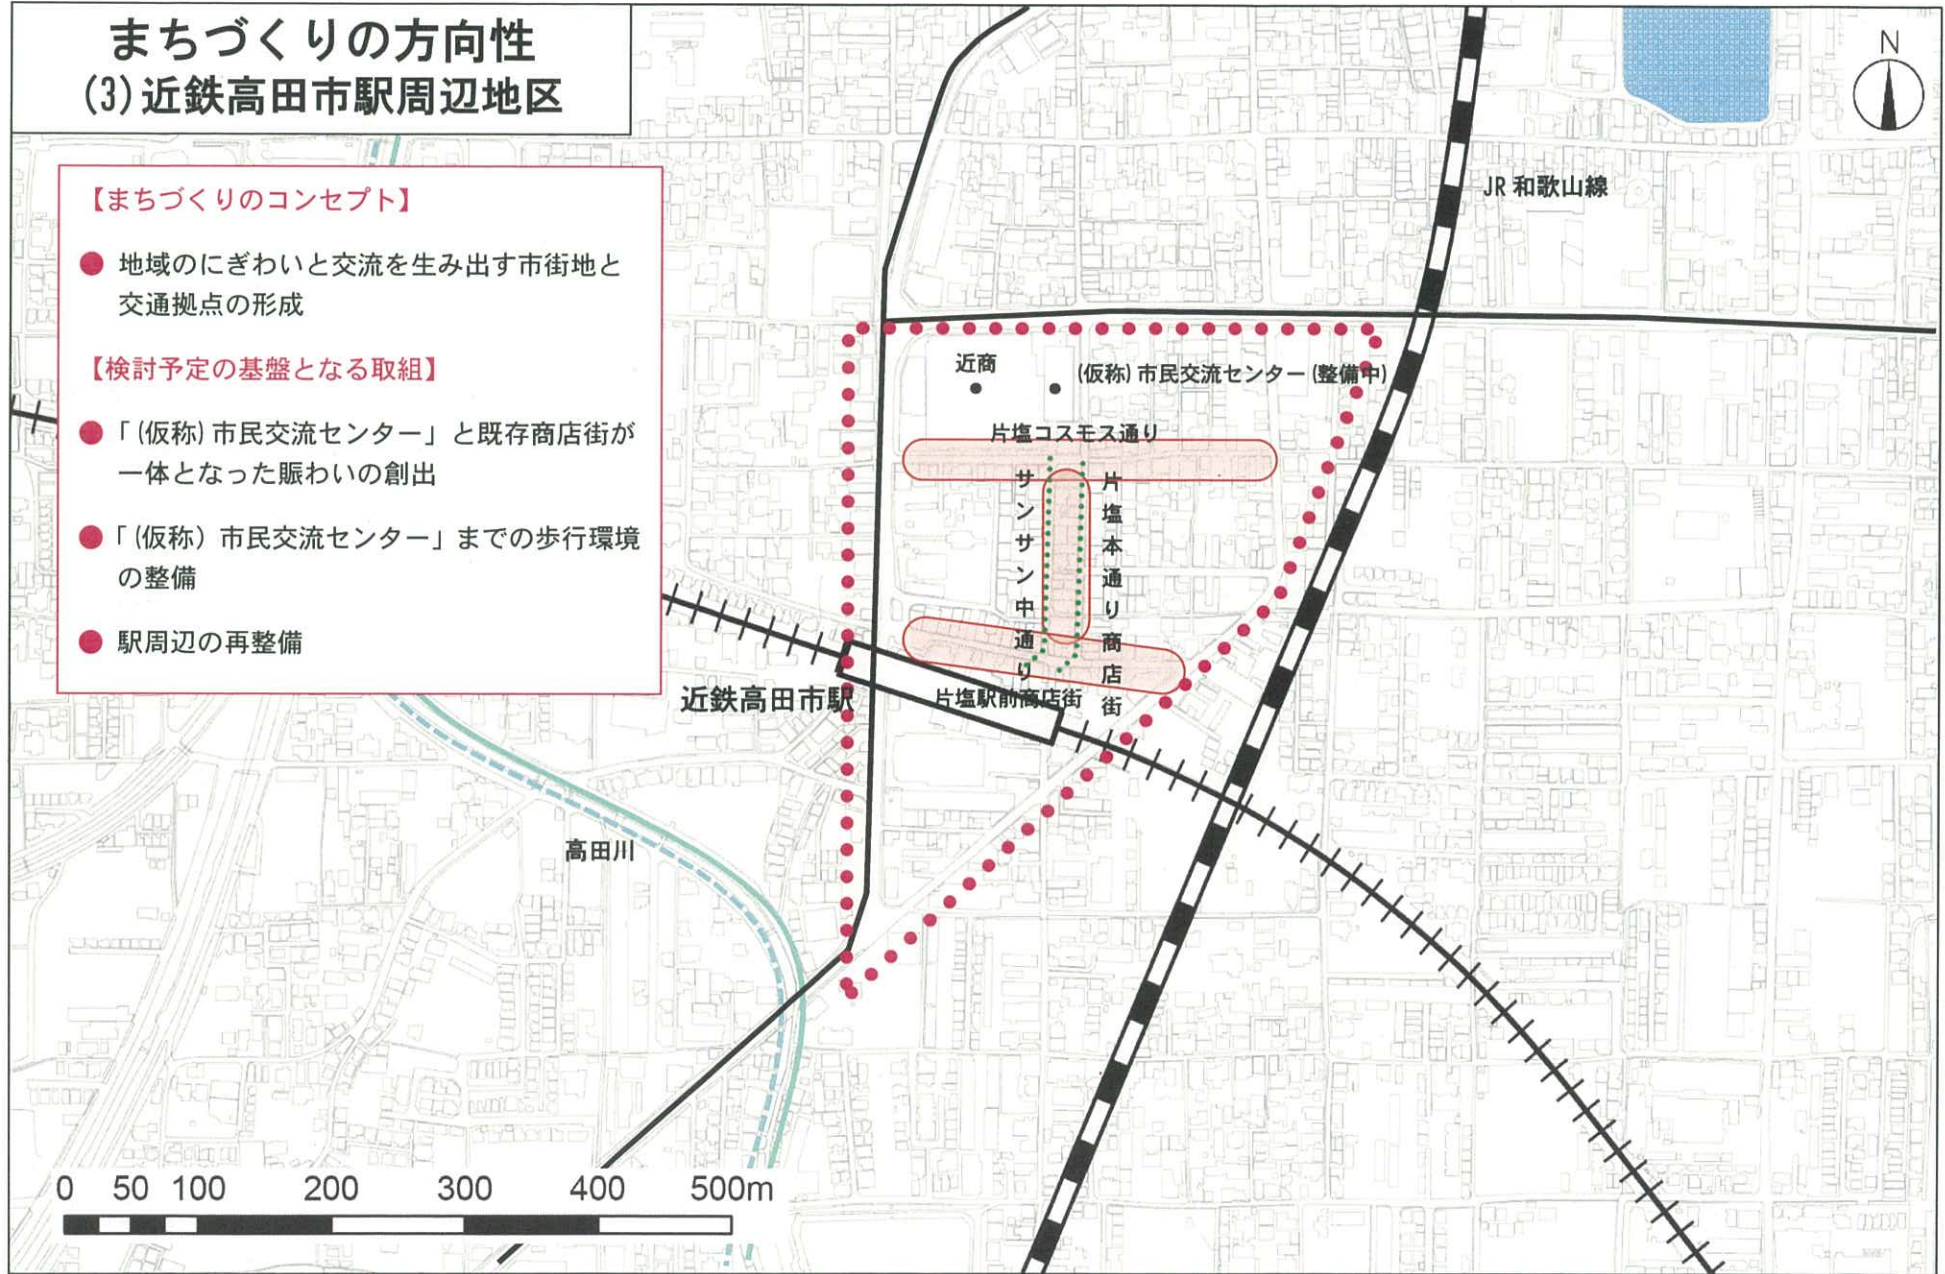 まちづくりの方向性
(3)近鉄高田市駅周辺地区
【まちづくりのコンセプト】
● 地域のにぎわいと交流を生み出す市街地と
交通拠点の形成
【検討予定の基盤となる取組】
● 「(仮称)市民交流センター」と既存商店街が
一体となった賑わいの創出
● 「(仮称)市民交流センター」までの歩行環境
の整備
● 駅周辺の再整備
N
JR 和歌山線
近商
(仮称)市民交流センター(整備中)
片塩コスモス通り
サンサン中通り
片塩本通り商店街
近鉄高田市駅
片塩駅前商店街
高田川
0 50 100 200 300 400 500m